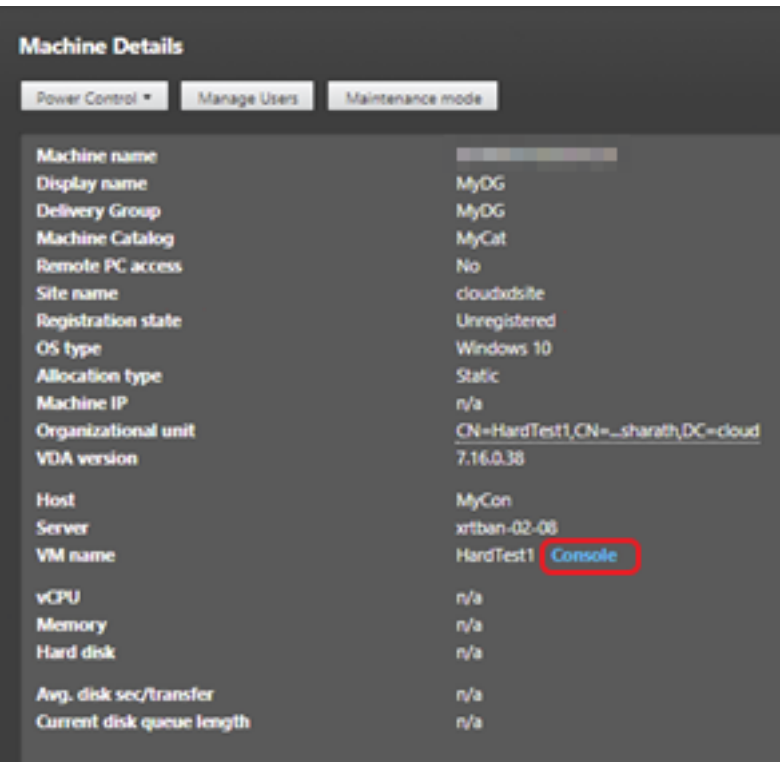 Machine Details
Power Control Manage Users Maintenance mode
Machine name
Display name MyDG
Delivery Group MyDG
Machine Catalog MyCat
Remote PC access No
Site name cloudxdsite
Registration state Unregistered
OS type Windows 10
Allocation type Static
Machine IP n/a
Organizational unit CN=HardTest1,CN=...sharath,DC=cloud
VDA version 7.16.0.38
Host MyCon
Server xrtban-02-08
VM name HardTest1 Console
vCPU n/a
Memory n/a
Hard disk n/a
Avg. disk sec/transfer n/a
Current disk queue length n/a